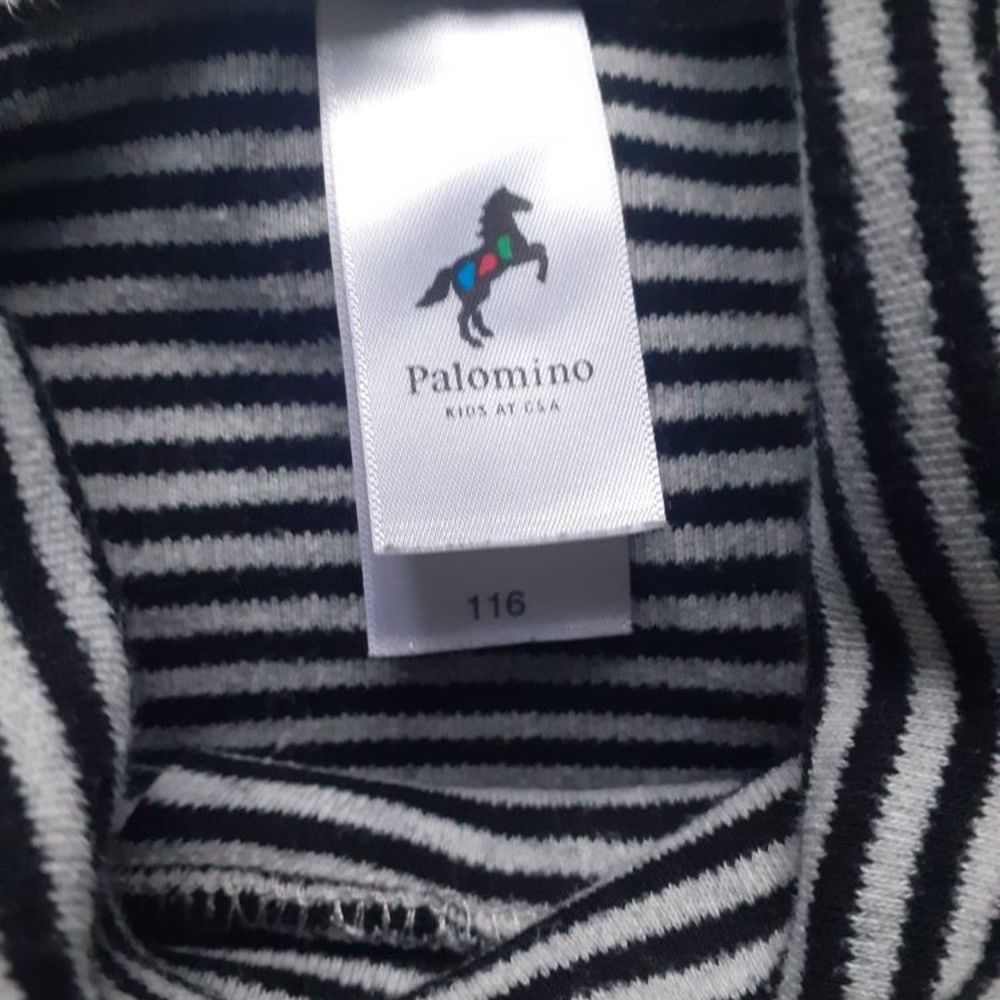 Palomino
KIDS AT C&A
116